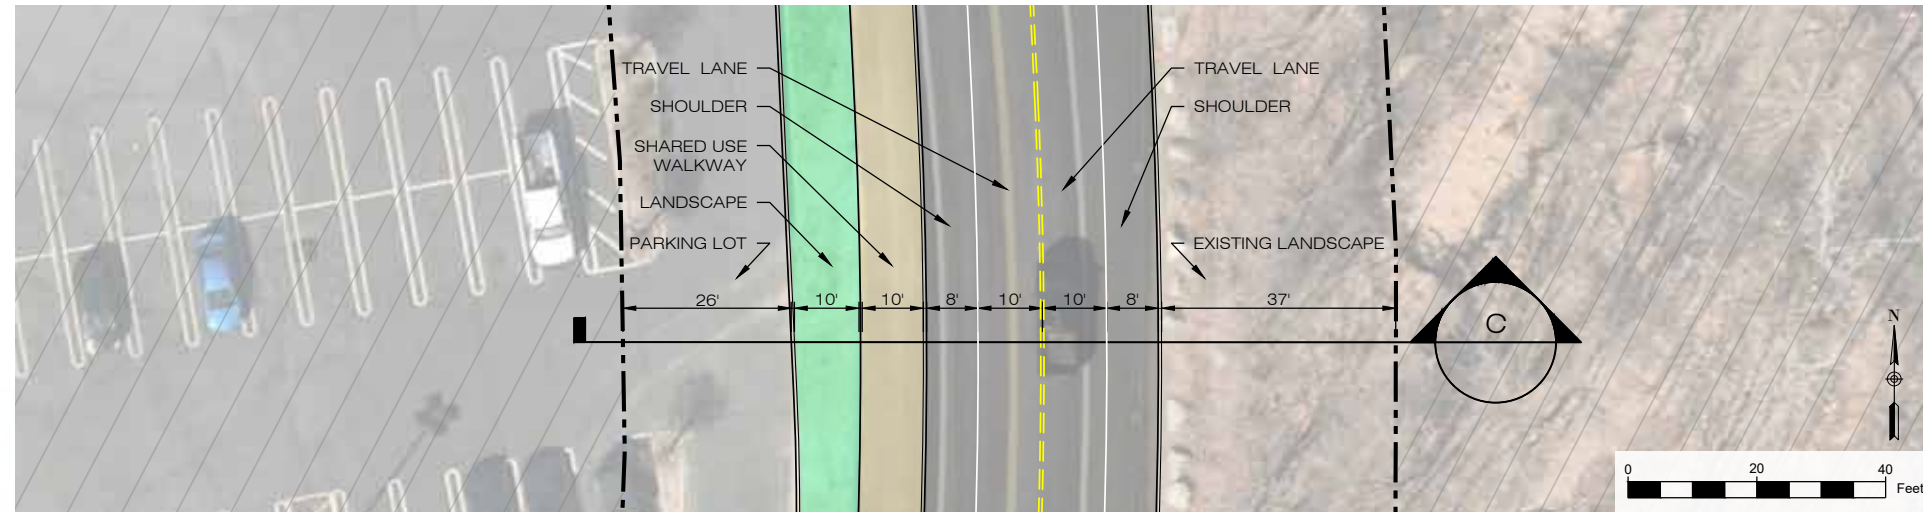 TRAVEL LANE
SHOULDER
SHARED USE
WALKWAY
LANDSCAPE
PARKING LOT
TRAVEL LANE
SHOULDER
EXISTING LANDSCAPE
26' 10' 10' 8' 10' 10' 8' 37'
C
N
0 20 40
Feet